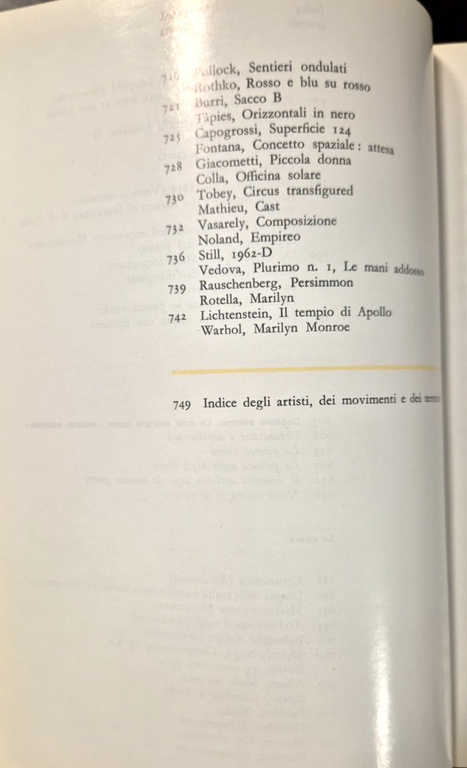 Pollock, Sentieri ondulati
Rothko, Rosso e blu su rosso
721 Burri, Sacco B
Tàpies, Orizzontali in nero
725 Capogrossi, Superficie 124
Fontana, Concetto spaziale: attesa
728 Giacometti, Piccola donna
Colla, Officina solare
730 Tobey, Circus transfigured
Mathieu, Cast
732 Vasarely, Composizione
Noland, Empireo
736 Still, 1962-D
Vedova, Plurimo n. 1, Le mani addosso
739 Rauschenberg, Persimmon
Rotella, Marilyn
742 Lichtenstein, Il tempio di Apollo
Warhol, Marilyn Monroe
749 Indice degli artisti, dei movimenti e dei termini